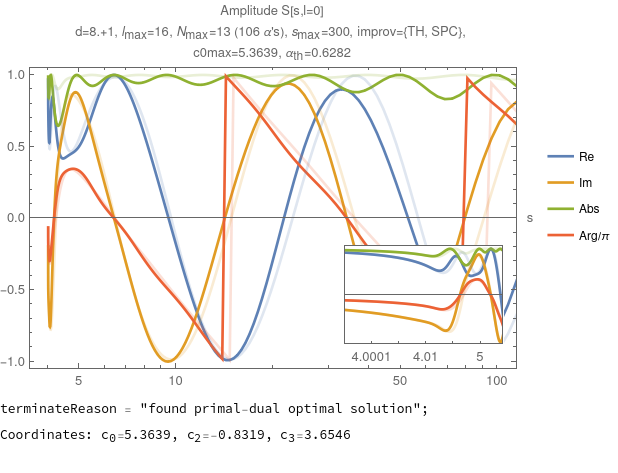 Amplitude S[s,l=0]
d=8.+1, lmax=16, Nmax=13 (106 α's), smax=300, improv={TH, SPC},
c0max=5.3639, αth=0.6282
1.0
0.5
0.0
−0.5
−1.0
5
10
50
100
s
Re
Im
Abs
Arg/π
4.0001
4.01
5
terminateReason = "found primal-dual optimal solution";
Coordinates: c0=5.3639, c2=-0.8319, c3=3.6546